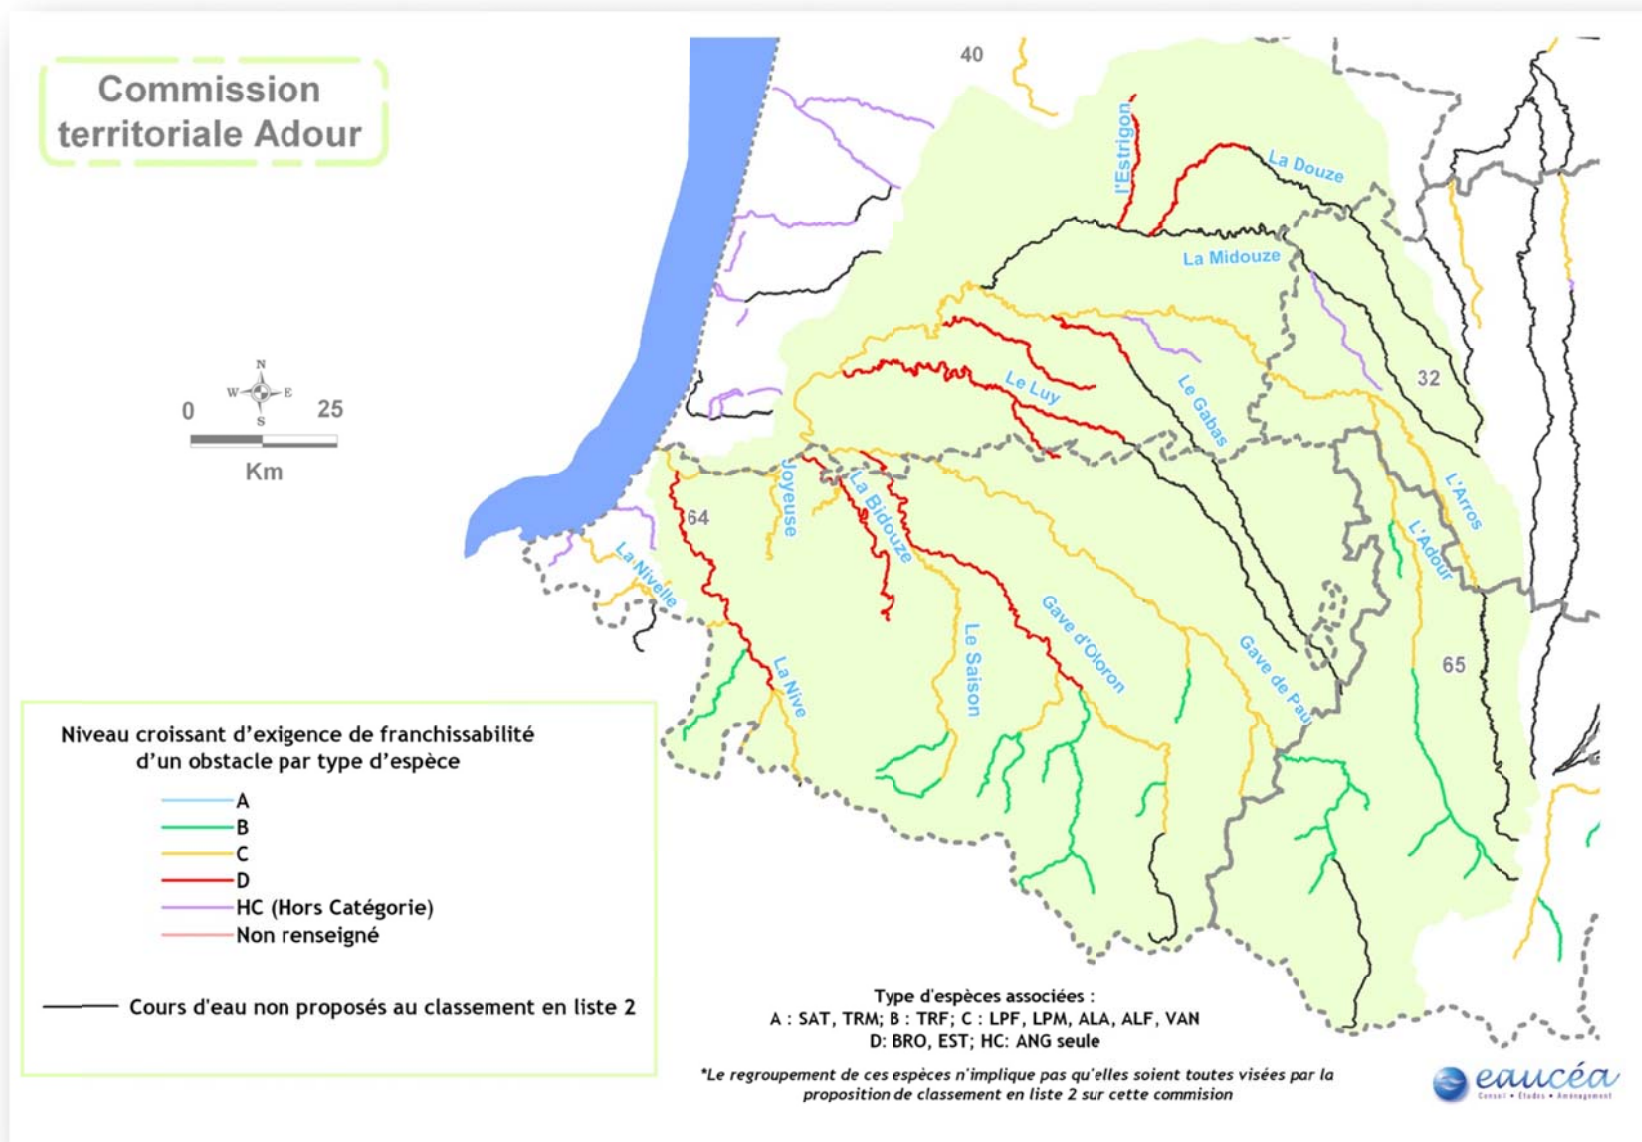 Commission
territoriale Adour
40
l'Estrigon
La Douze
La Midouze
N
W
E
S
0
25
Km
32
Le Luy
Le Gabas
L'Arros
L'Adour
Joyeuse
La Bidouze
64
La Nivelle
Gave d'Oloron
Le Saison
Gave de Pau
La Nive
65
Niveau croissant d'exigence de franchissabilité
d'un obstacle par type d'espèce
A
B
C
D
HC (Hors Catégorie)
Non renseigné
Cours d'eau non proposés au classement en liste 2
Type d'espèces associées :
A : SAT, TRM; B : TRF; C : LPF, LPM, ALA, ALF, VAN
D: BRO, EST; HC: ANG seule
*Le regroupement de ces espèces n'implique pas qu'elles soient toutes visées par la
proposition de classement en liste 2 sur cette commision
eaucéa
Conseil • Études • Aménagement